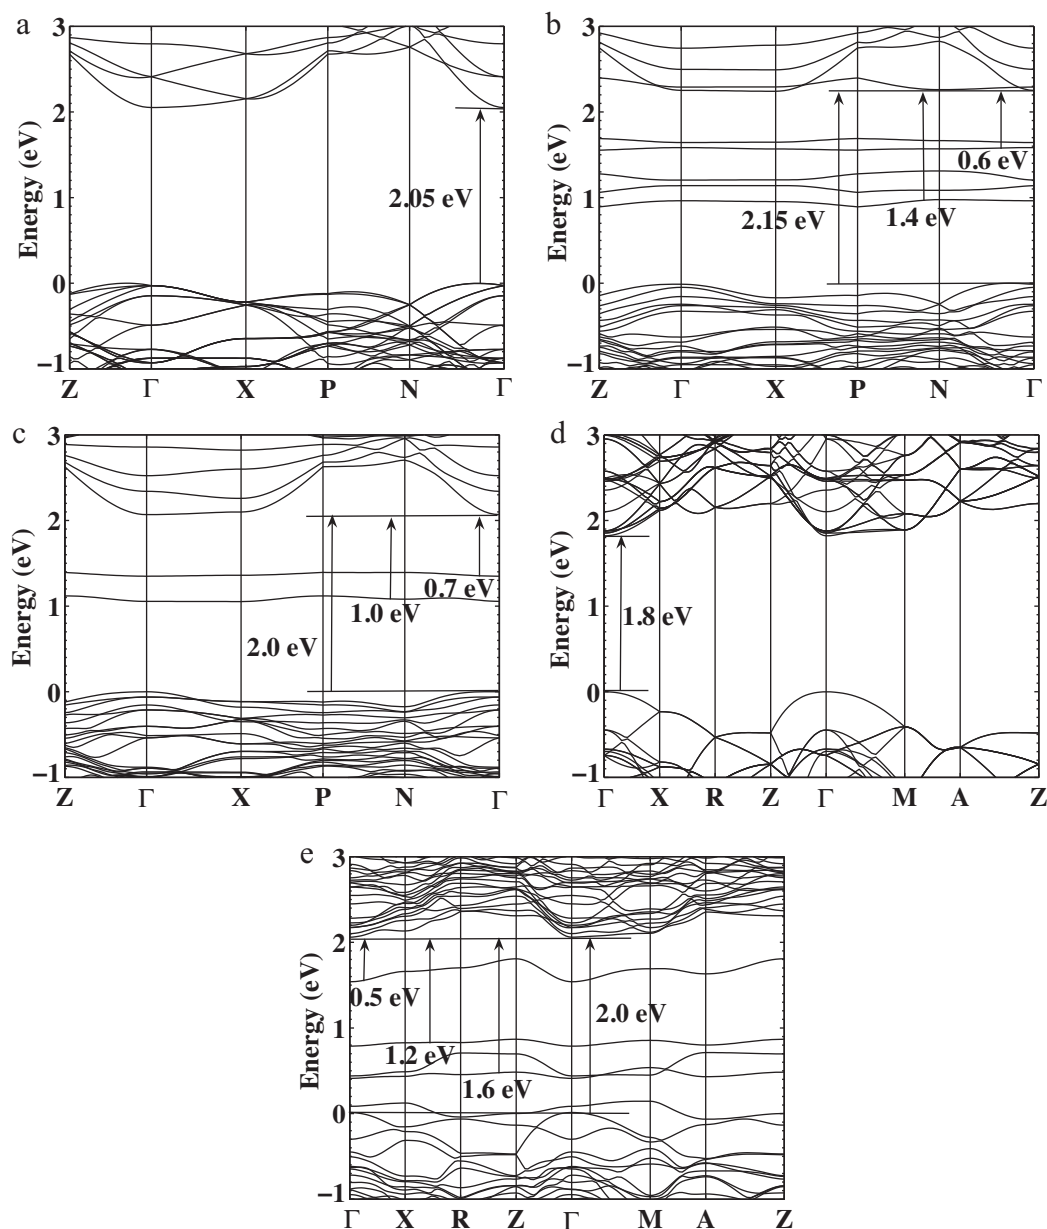 a
3
2
1
0
−1
Energy (eV)
2.05 eV
Z Γ X P N Γ
b
3
2
1
0
−1
Energy (eV)
0.6 eV
2.15 eV 1.4 eV
Z Γ X P N Γ
c
3
2
1
0
−1
Energy (eV)
0.7 eV
1.0 eV
2.0 eV
Z Γ X P N Γ
d
3
2
1
0
−1
Energy (eV)
1.8 eV
Γ X R Z Γ M A Z
e
3
2
1
0
−1
Energy (eV)
0.5 eV
2.0 eV
1.2 eV
1.6 eV
Γ X R Z Γ M A Z